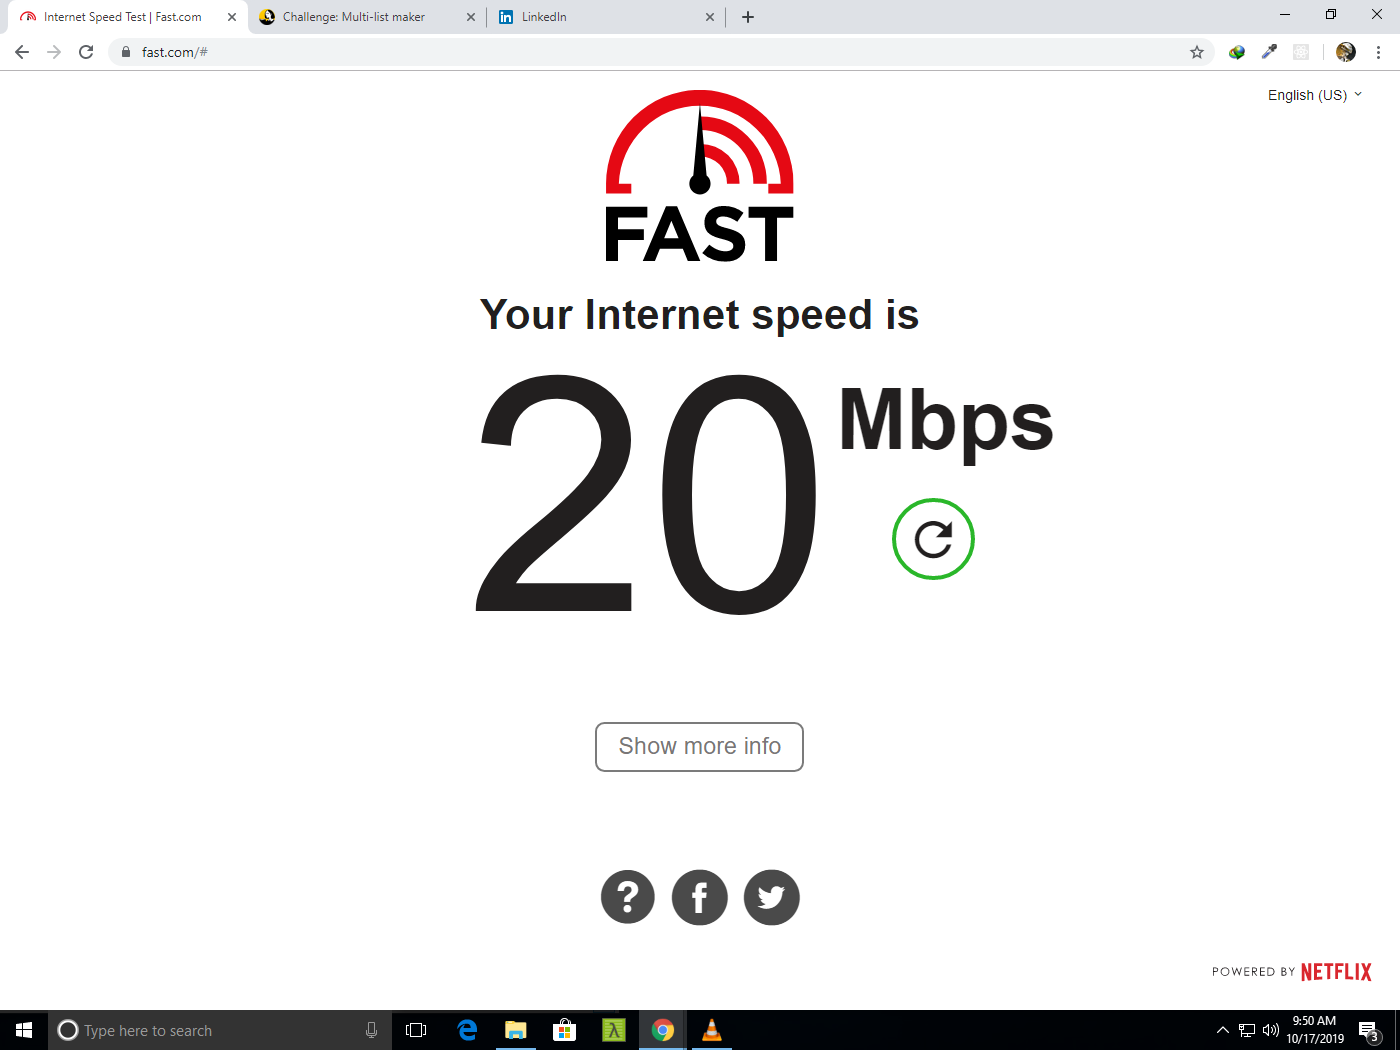 Internet Speed Test | Fast.com
Challenge: Multi-list maker
LinkedIn
fast.com/#
English (US)
FAST
Your Internet speed is
20 Mbps
Show more info
POWERED BY NETFLIX
Type here to search
9:50 AM
10/17/2019
3